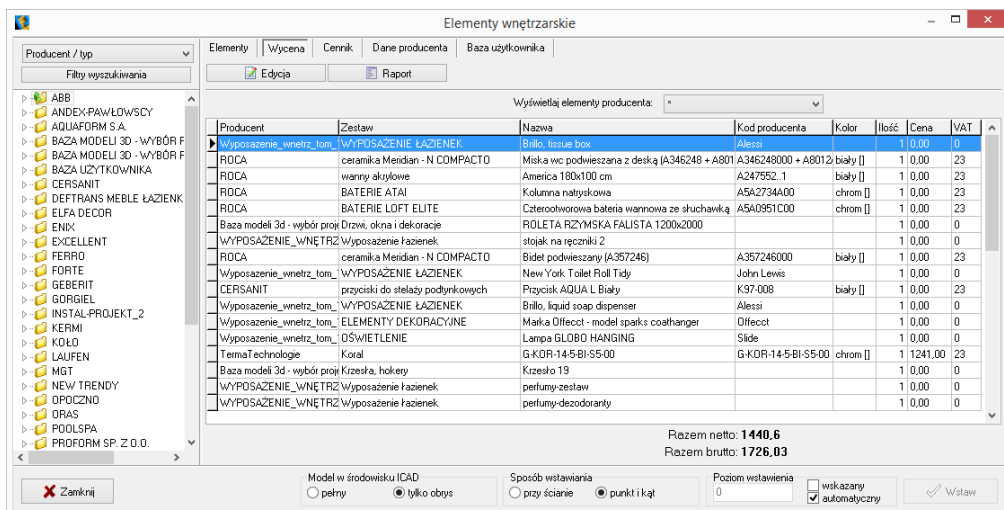 Elementy wnętrzarskie
Producent / typ
Filtry wyszukiwania
ABB
ANDEX-PAWŁOWSCY
AQUAFORM S.A.
BAZA MODELI 3D - WYBÓR F
BAZA MODELI 3D - WYBÓR F
BAZA UŻYTKOWNIKA
CERSANIT
DEFTRANS MEBLE ŁAZIENK
ELFA DECOR
ENIX
EXCELLENT
FERRO
FORTE
GEBERIT
GORGIEL
INSTAL-PROJEKT_2
KERMI
KOŁO
LAUFEN
MGT
NEW TRENDY
OPOCZNO
ORAS
POOLSPA
PROFORM SP. Z O.O.
Elementy Wycena Cennik Dane producenta Baza użytkownika
Edycja Raport
Wyświetlaj elementy producenta: *
Producent Zestaw Nazwa Kod producenta Kolor Ilość Cena VAT
Wyposazenie_wnetrz_tom_ WYPOSAŻENIE ŁAZIENEK Brillo, tissue box Alessi 1 0,00 0
ROCA ceramika Meridian - N COMPACTO Miska wc podwieszana z deską (A346248 + A801 A346248000 + A8012 biały [] 1 0,00 23
ROCA wanny akrylowe America 180x100 cm A247552..1 biały [] 1 0,00 23
ROCA BATERIE ATAI Kolumna natryskowa A5A2734A00 chrom [] 1 0,00 23
ROCA BATERIE LOFT ELITE Czterootworowa bateria wannowa ze słuchawką A5A0951C00 chrom [] 1 0,00 23
Baza modeli 3d - wybór proj Drzwi, okna i dekoracje ROLETA RZYMSKA FALISTA 1200x2000 1 0,00 0
WYPOSAŻENIE_WNĘTRZ Wyposażenie łazienek stojak na ręczniki 2 1 0,00 0
ROCA ceramika Meridian - N COMPACTO Bidet podwieszany (A357246) A357246000 biały [] 1 0,00 23
Wyposazenie_wnetrz_tom_ WYPOSAŻENIE ŁAZIENEK New York Toilet Roll Tidy John Lewis 1 0,00 0
CERSANIT przyciski do stelaży podtynkowych Przycisk AQUA L Biały K97-008 biały [] 1 0,00 23
Wyposazenie_wnetrz_tom_ WYPOSAŻENIE ŁAZIENEK Brillo, liquid soap dispenser Alessi 1 0,00 0
Wyposazenie_wnetrz_tom_ ELEMENTY DEKORACYJNE Marka Offecct - model sparks coathanger Offecct 1 0,00 0
Wyposazenie_wnetrz_tom_ OŚWIETLENIE Lampa GLOBO HANGING Slide 1 0,00 0
TermaTechnologie Koral G-KOR-14-5-BI-S5-00 G-KOR-14-5-BI-S5-00 chrom [] 1 1241,00 23
Baza modeli 3d - wybór proj Krzesła, hokery Krzesło 19 1 0,00 0
WYPOSAŻENIE_WNĘTRZ Wyposażenie łazienek perfumy-zestaw 1 0,00 0
WYPOSAŻENIE_WNĘTRZ Wyposażenie łazienek perfumy-dezodoranty 1 0,00 0
Razem netto: 1440,6
Razem brutto: 1726,03
Zamknij
Model w środowisku ICAD
pełny tylko obrys
Sposób wstawiania
przy ścianie punkt i kąt
Poziom wstawienia
0
wskazany
automatyczny
Wstaw